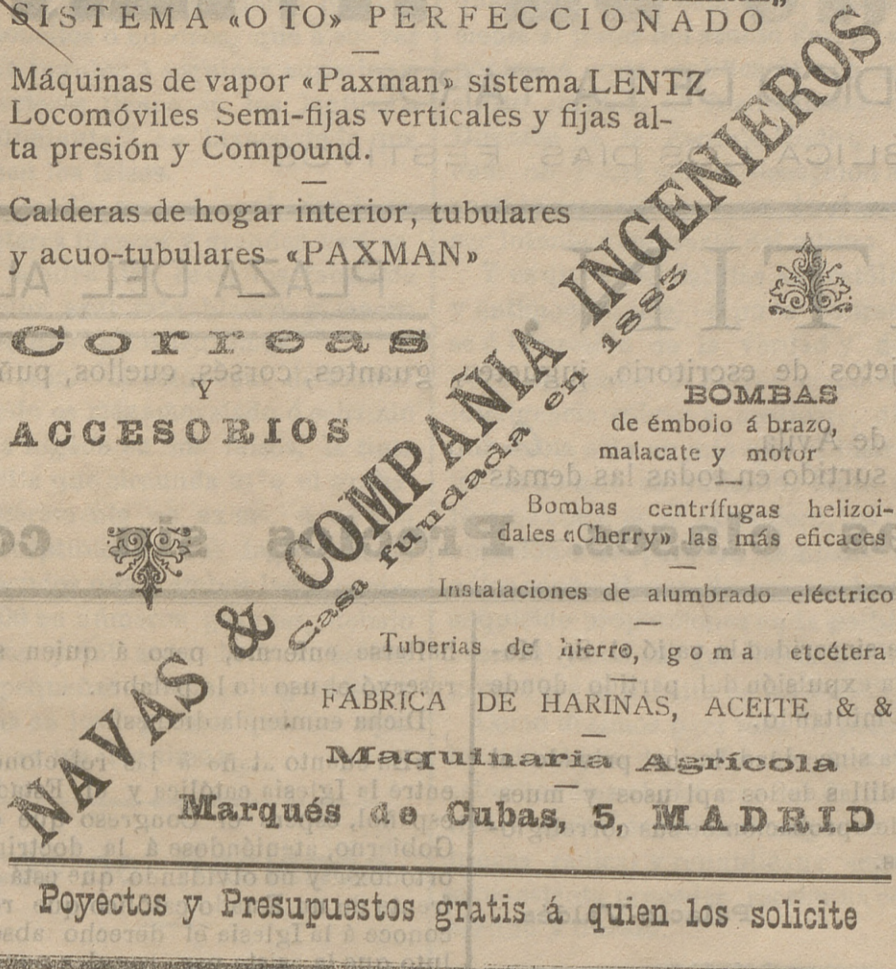 SISTEMA «OTO» PERFECCIONADO
Máquinas de vapor «Paxman» sistema LENTZ
Locomóviles Semi-fijas verticales y fijas al-
ta presión y Compound.
Calderas de hogar interior, tubulares
y acuo-tubulares «PAXMAN»
Correas
Y
ACCESORIOS
NAVAS & COMPAÑIA INGENIEROS
Casa fundada en 1883
BOMBAS
de émbolo á brazo,
malacate y motor
Bombas centrífugas helizoi-
dales «Cherry» las más eficaces
Instalaciones de alumbrado eléctrico
Tuberias de hierro, goma etcétera
FÁBRICA DE HARINAS, ACEITE & &
Maquinaria Agrícola
Marqués de Cubas, 5, MADRID
Poyectos y Presupuestos gratis á quien los solicite